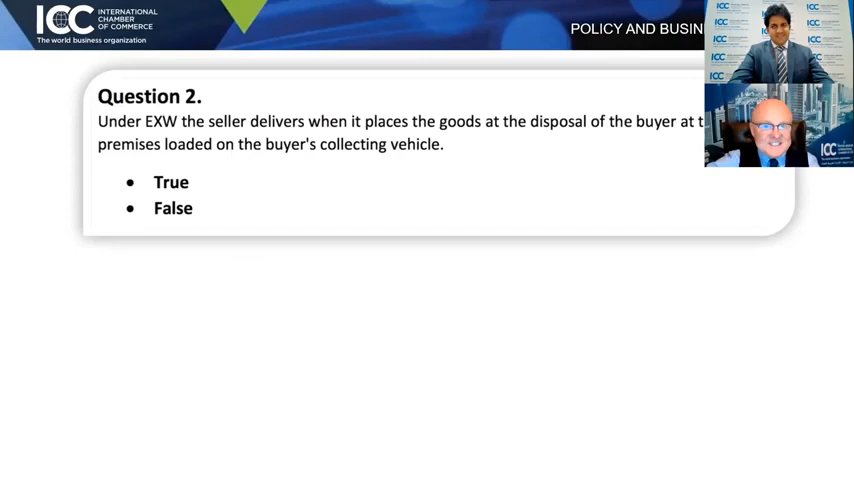 ICC INTERNATIONAL
CHAMBER
OF COMMERCE
The world business organization
POLICY AND BUSIN
Question 2.
Under EXW the seller delivers when it places the goods at the disposal of the buyer at
premises loaded on the buyer's collecting vehicle.
• True
• False
ICC